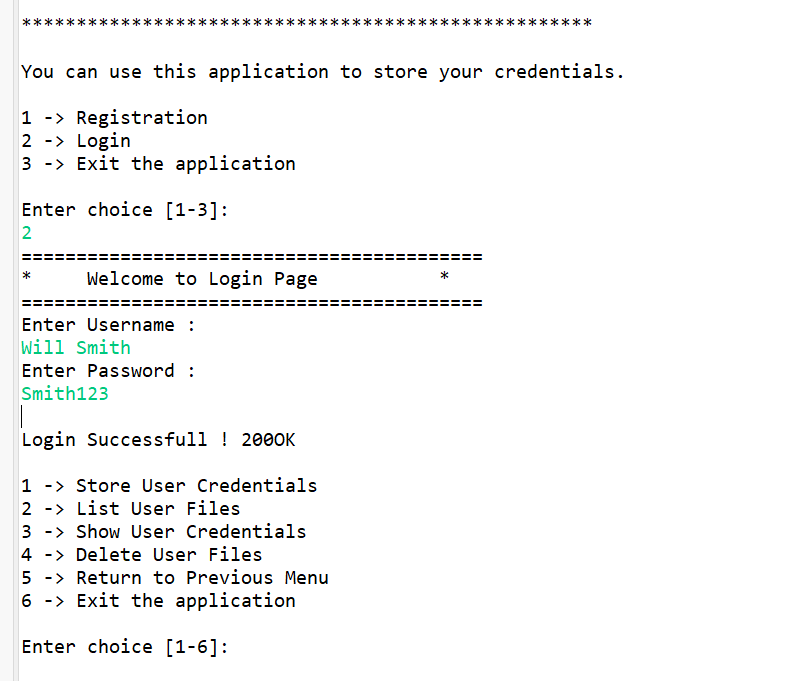 ****************************************************
You can use this application to store your credentials.
1 -> Registration
2 -> Login
3 -> Exit the application
Enter choice [1-3]:
2
==========================================
*     Welcome to Login Page           *
==========================================
Enter Username :
Will Smith
Enter Password :
Smith123
Login Successfull ! 200OK
1 -> Store User Credentials
2 -> List User Files
3 -> Show User Credentials
4 -> Delete User Files
5 -> Return to Previous Menu
6 -> Exit the application
Enter choice [1-6]: